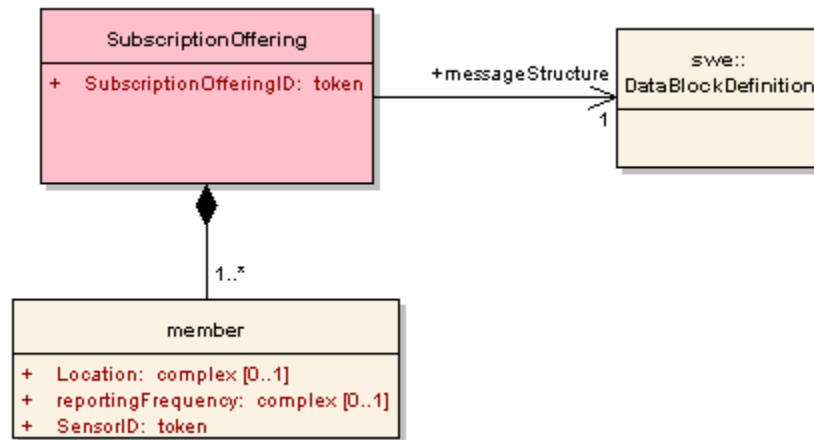 SubscriptionOffering
+ SubscriptionOfferingID: token
+messageStructure
1
swe::
DataBlockDefinition
1..*
member
+ Location: complex [0..1]
+ reportingFrequency: complex [0..1]
+ SensorID: token